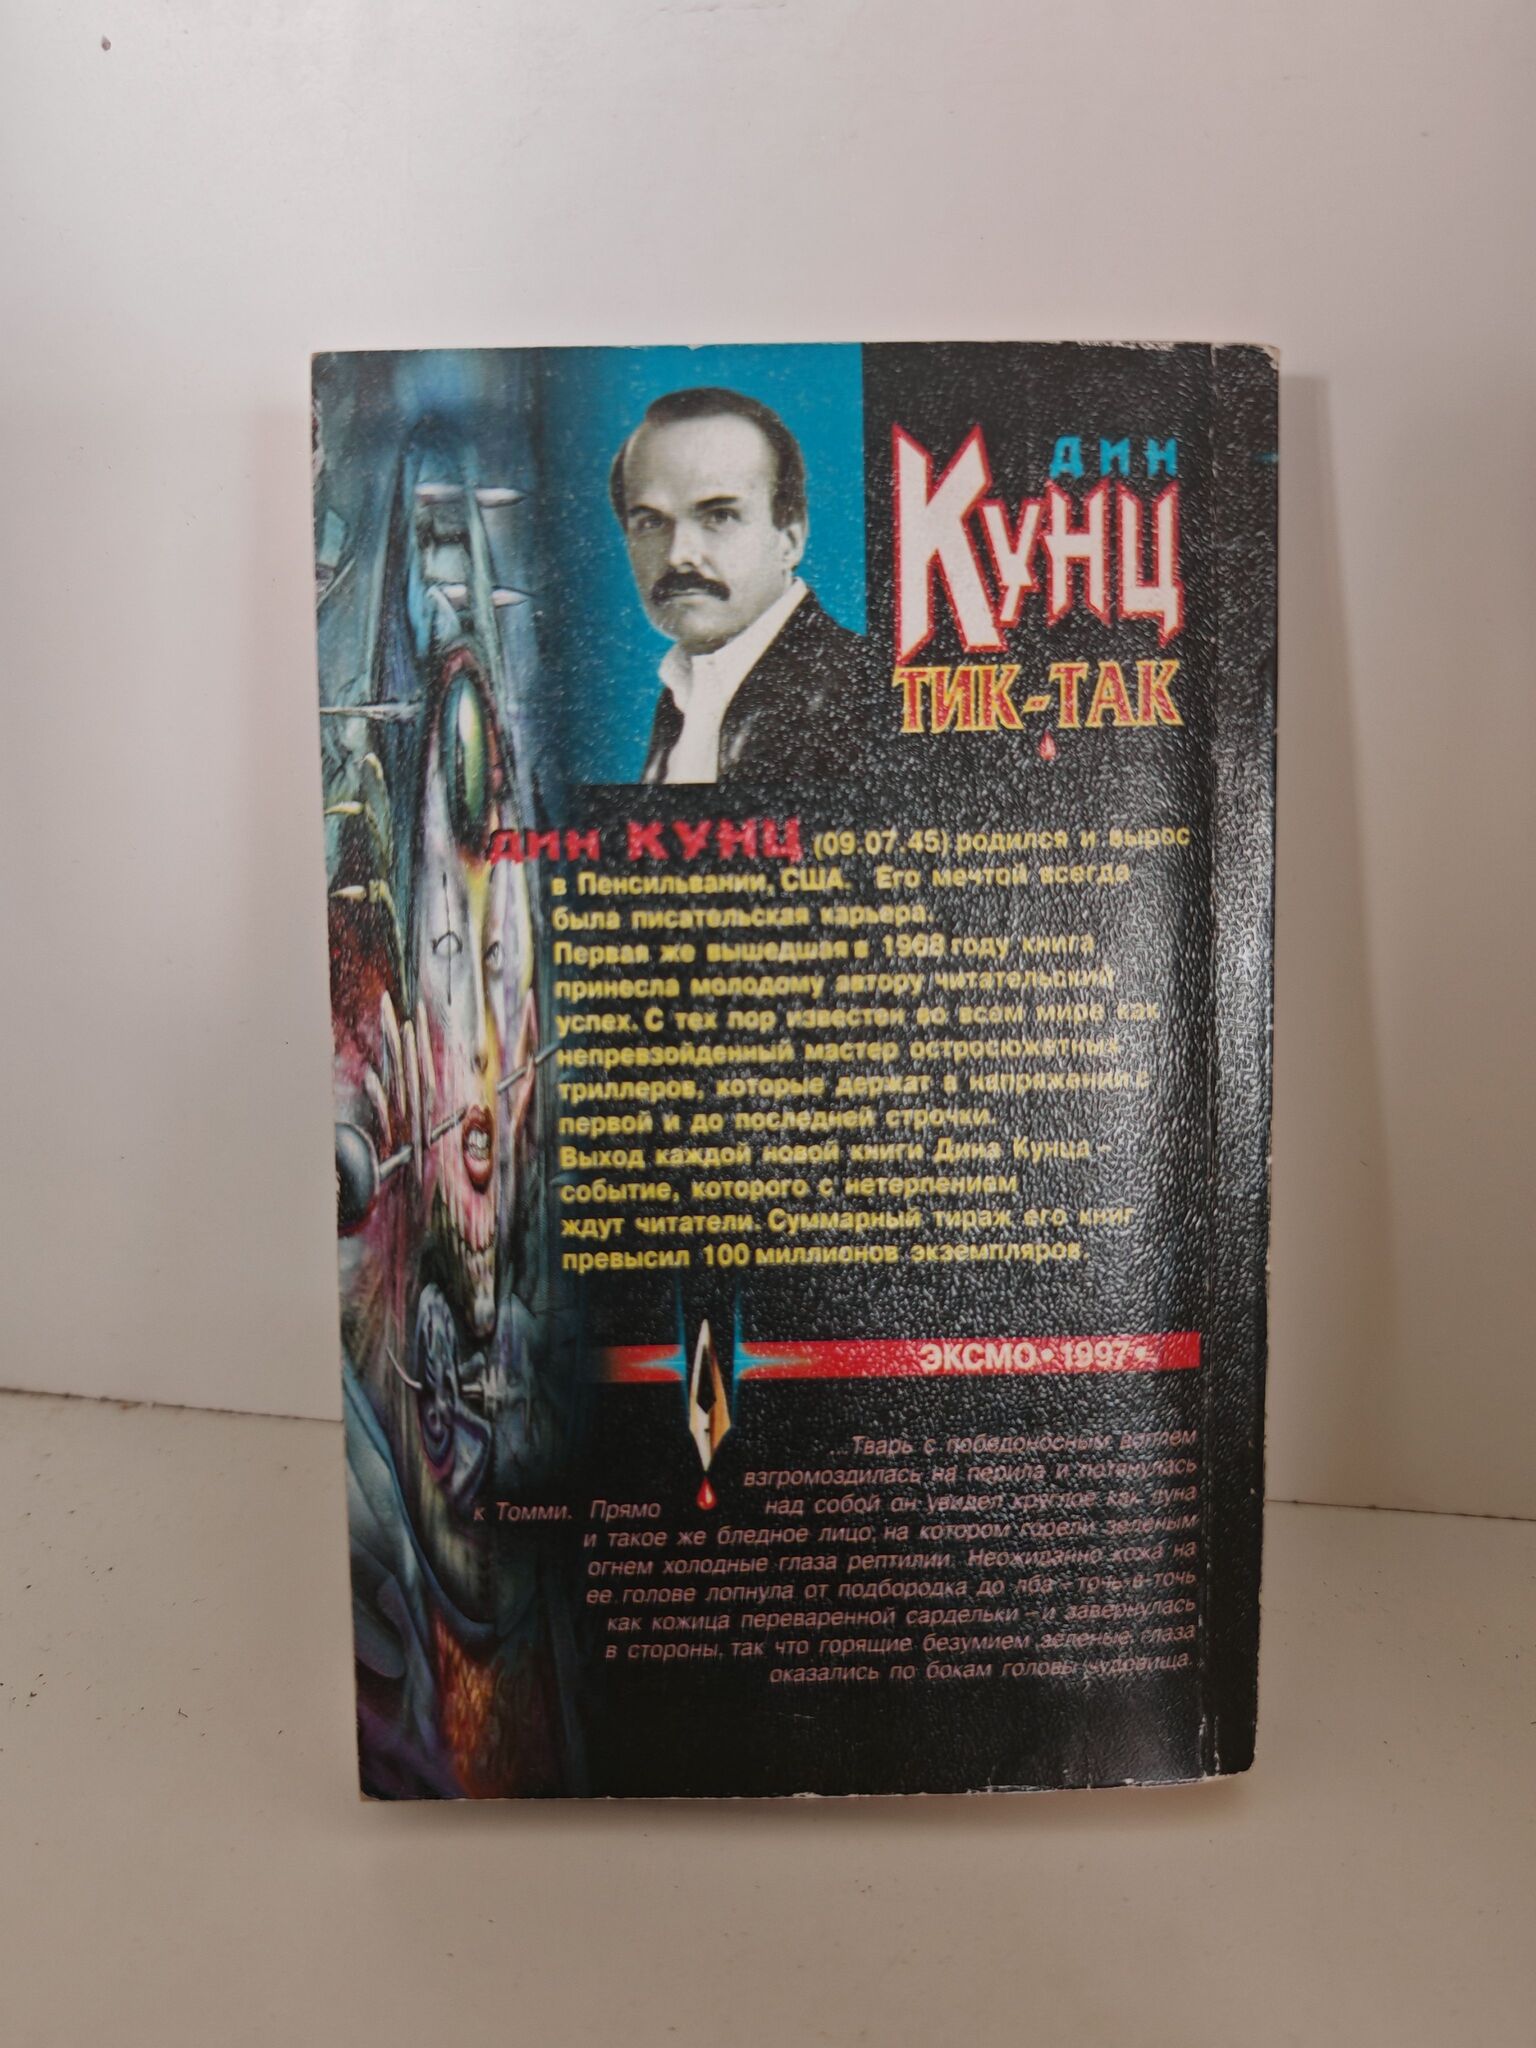 ДИН
КУНЦ
ТИК-ТАК
ДИН КУНЦ (09.07.45) родился и вырос
в Пенсильвании, США. Его мечтой всегда
была писательская карьера.
Первая же вышедшая в 1968 году книга
принесла молодому автору читательский
успех. С тех пор известен во всем мире как
непревзойденный мастер остросюжетных
триллеров, которые держат в напряжении с
первой и до последней строчки.
Выход каждой новой книги Дина Кунца –
событие, которого с нетерпением
ждут читатели. Суммарный тираж его книг
превысил 100 миллионов экземпляров.
ЭКСМО • 1997 •
...Тварь с победоносным воплем
взгромоздилась на перила и потянулась
к Томми. Прямо над собой он увидел круглое как луна
и такое же бледное лицо, на котором горели зеленым
огнем холодные глаза рептилии. Неожиданно кожа на
ее голове лопнула от подбородка до лба – точь-в-точь
как кожица переваренной сардельки – и завернулась
в стороны, так что горящие безумием зеленые глаза
оказались по бокам головы чудовища.